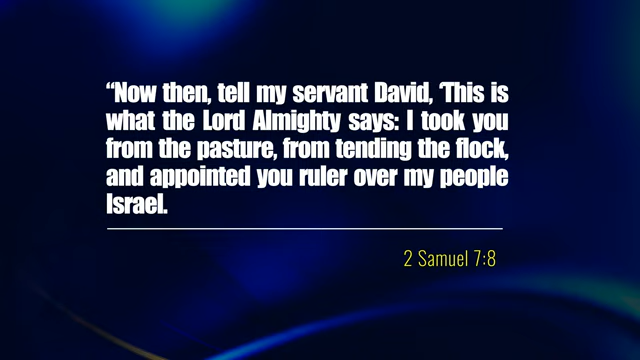 “Now then, tell my servant David, ‘This is
what the Lord Almighty says: I took you
from the pasture, from tending the flock,
and appointed you ruler over my people
Israel.
2 Samuel 7:8